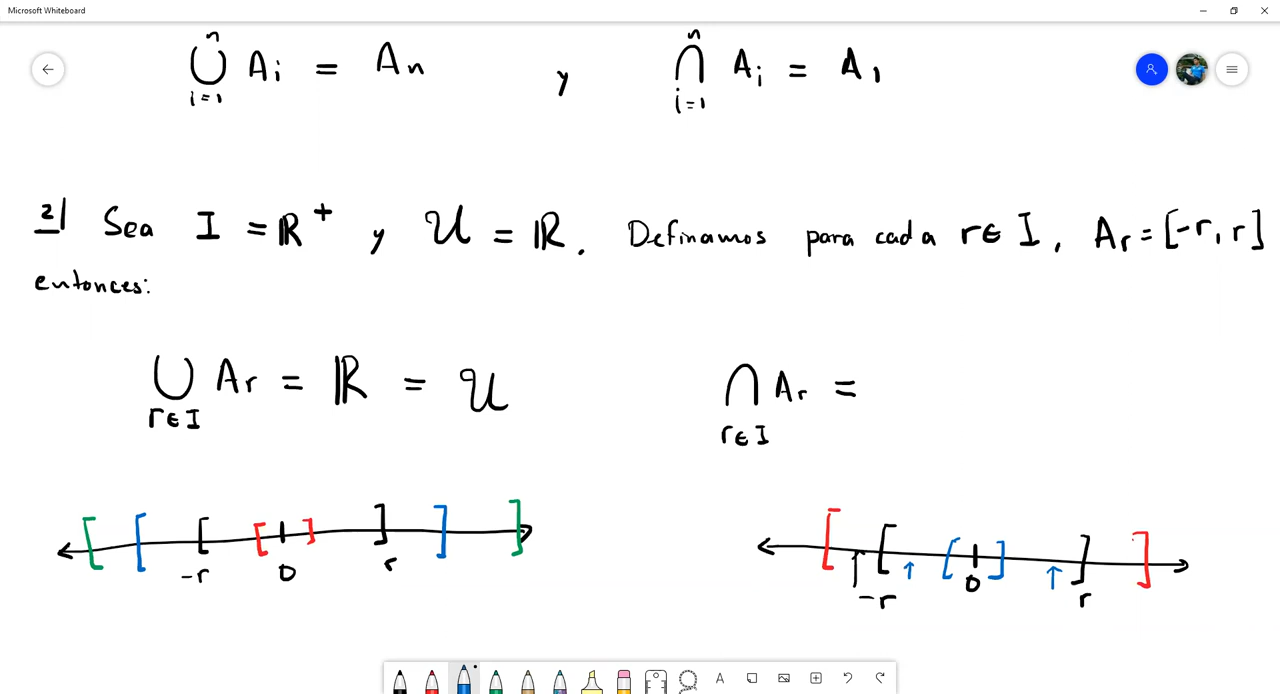 Microsoft Whiteboard
n n
⋃ Ai = An y ⋂ Ai = A1
i=1 i=1
2) Sea I = ℝ⁺ y 𝒰 = ℝ. Definamos para cada r ∈ I, Ar = [-r, r]
entonces:
⋃ Ar = ℝ = 𝒰 ⋂ Ar =
r∈I r∈I
-r 0 r -r 0 r
A